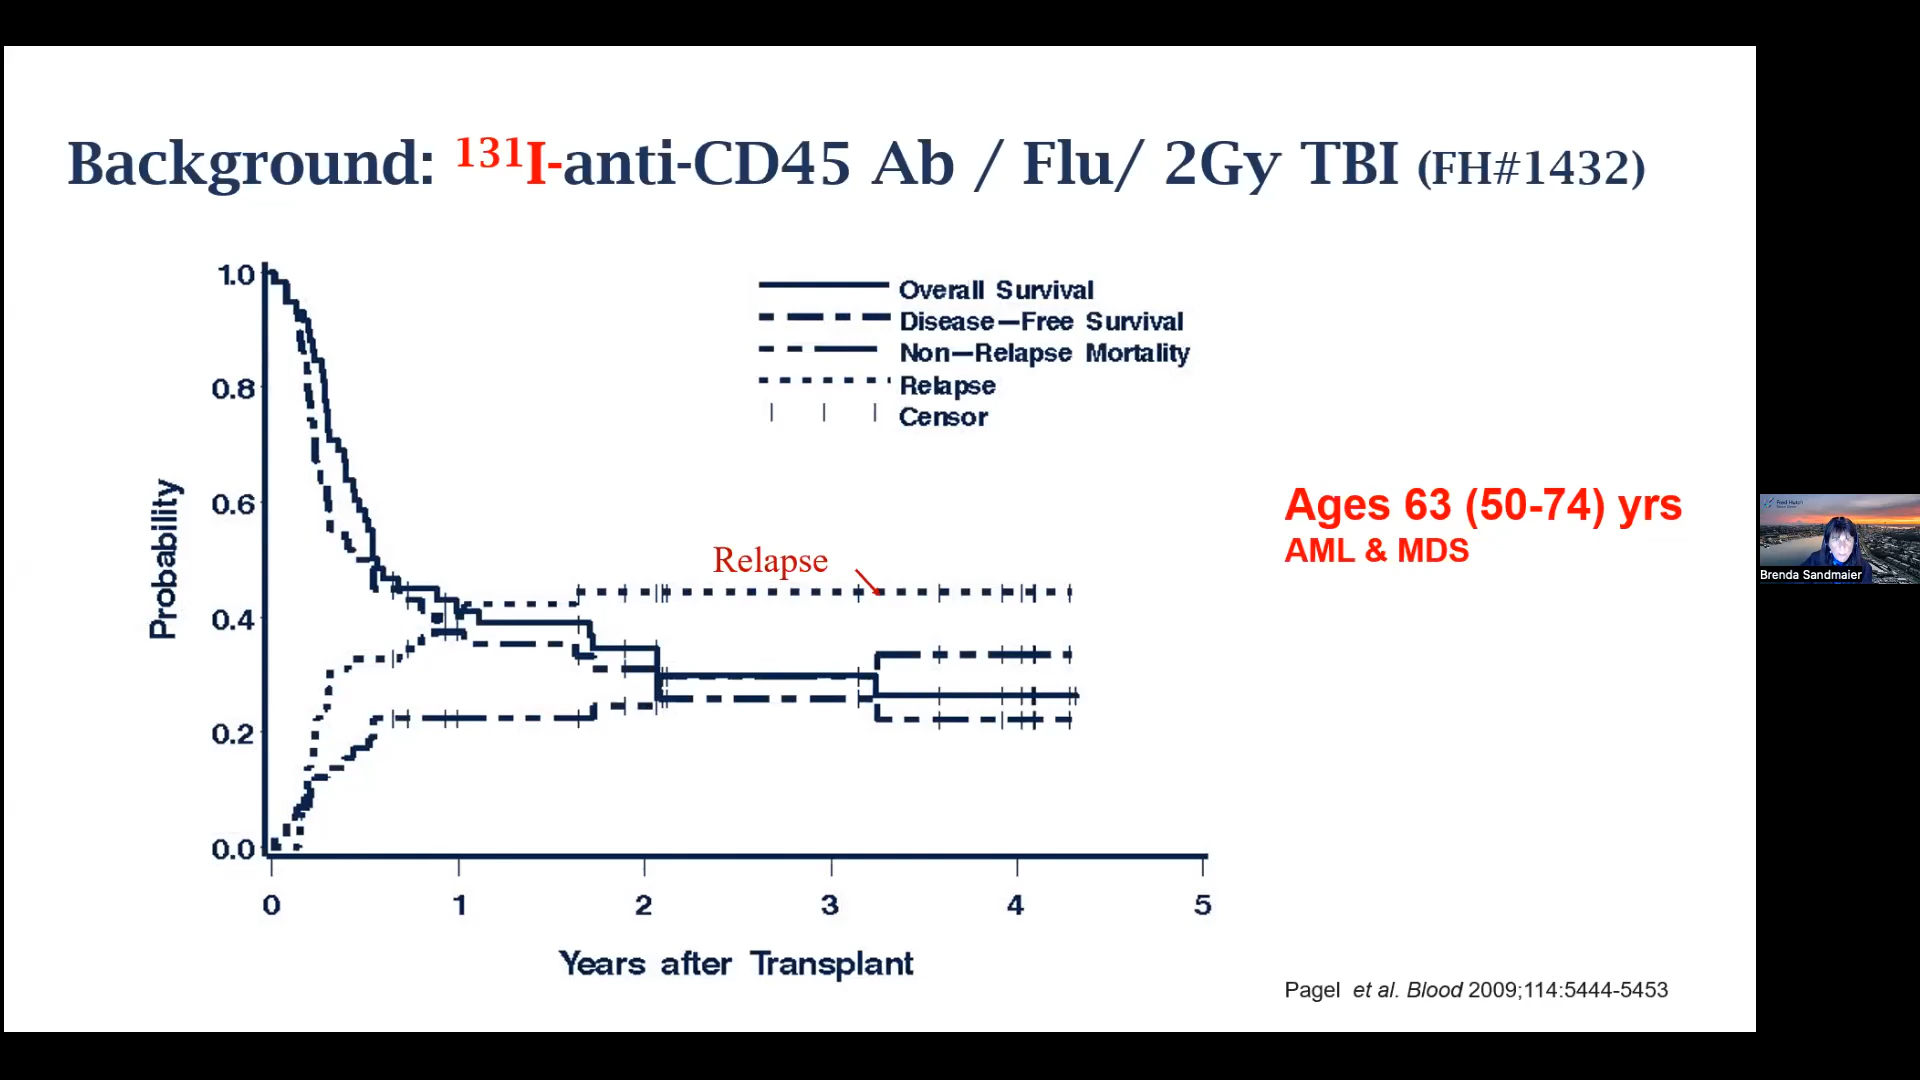 Background: ¹³¹I-anti-CD45 Ab / Flu/ 2Gy TBI (FH#1432)
1.0
0.8
0.6
0.4
0.2
0.0
Probability
Overall Survival
Disease—Free Survival
Non—Relapse Mortality
Relapse
Censor
Relapse
0 1 2 3 4 5
Years after Transplant
Ages 63 (50-74) yrs
AML & MDS
Pagel et al. Blood 2009;114:5444-5453
Fred Hutch
Brenda Sandmaier